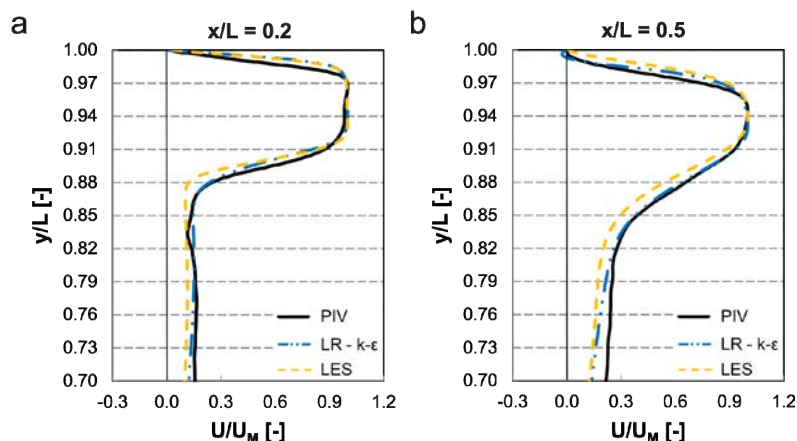 a
x/L = 0.2
1.00
0.97
0.94
0.91
0.88
0.85
0.82
0.79
0.76
0.73
0.70
y/L [-]
PIV
LR - k-ε
LES
-0.3 0.0 0.3 0.6 0.9 1.2
U/U_M [-]
b
x/L = 0.5
1.00
0.97
0.94
0.91
0.88
0.85
0.82
0.79
0.76
0.73
0.70
y/L [-]
PIV
LR - k-ε
LES
-0.3 0.0 0.3 0.6 0.9 1.2
U/U_M [-]